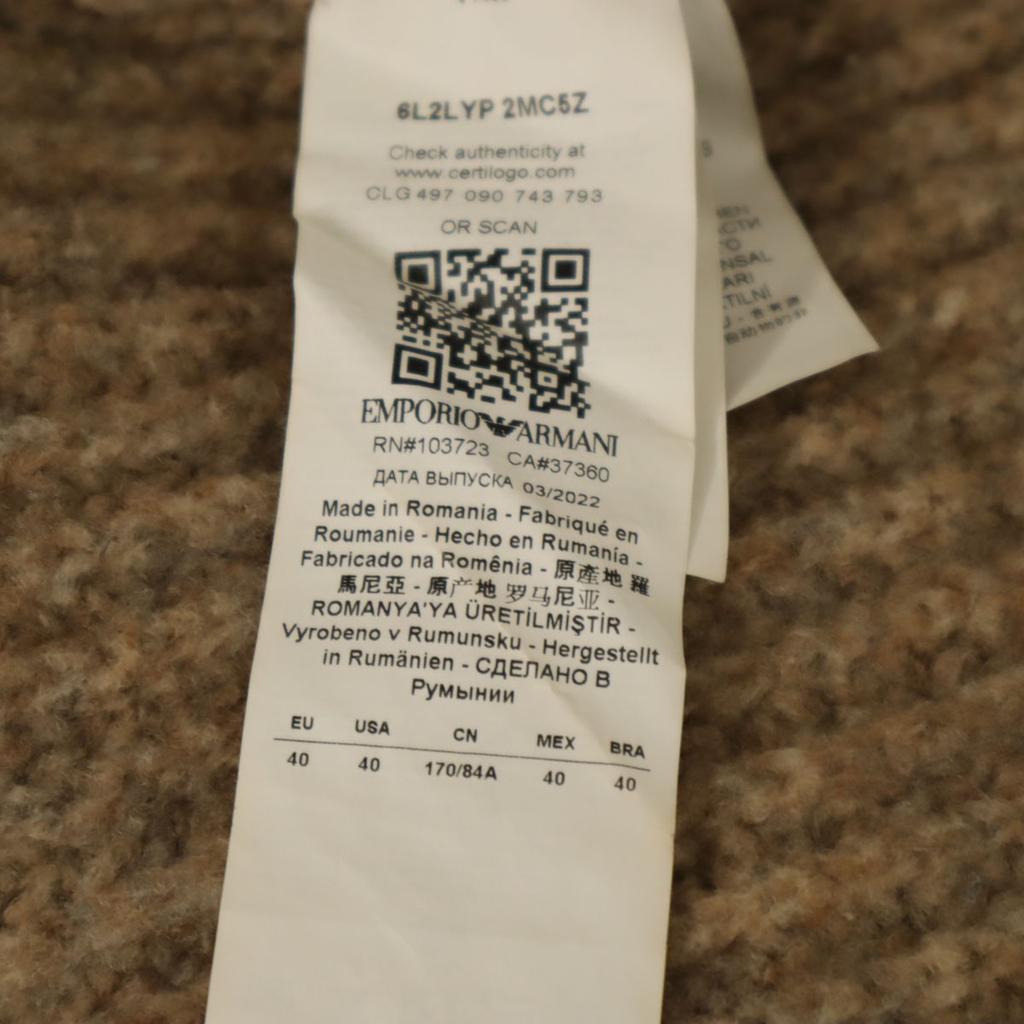 6L2LYP 2MC5Z
Check authenticity at
www.certilogo.com
CLG 497 090 743 793
OR SCAN
EMPORIO ARMANI
RN#103723 CA#37360
ДАТА ВЫПУСКА 03/2022
Made in Romania - Fabriqué en
Roumanie - Hecho en Rumanía -
Fabricado na Romênia - 原產地 羅
馬尼亞 - 原产地 罗马尼亚 -
ROMANYA'YA ÜRETİLMİŞTİR -
Vyrobeno v Rumunsku - Hergestellt
in Rumänien - СДЕЛАНО В
Румынии
EU USA CN MEX BRA
40 40 170/84A 40 40